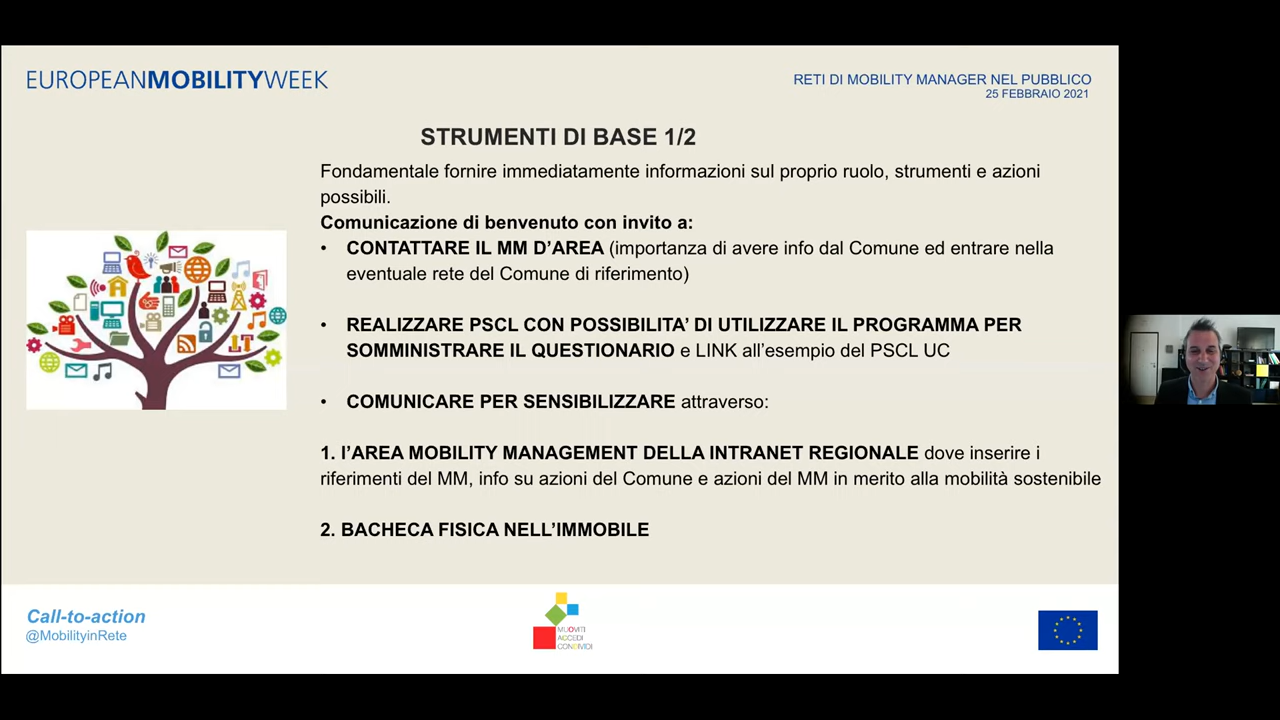 EUROPEANMOBILITYWEEK
RETI DI MOBILITY MANAGER NEL PUBBLICO
25 FEBBRAIO 2021
STRUMENTI DI BASE 1/2
Fondamentale fornire immediatamente informazioni sul proprio ruolo, strumenti e azioni
possibili.
Comunicazione di benvenuto con invito a:
• CONTATTARE IL MM D’AREA (importanza di avere info dal Comune ed entrare nella
eventuale rete del Comune di riferimento)
• REALIZZARE PSCL CON POSSIBILITA’ DI UTILIZZARE IL PROGRAMMA PER
SOMMINISTRARE IL QUESTIONARIO e LINK all’esempio del PSCL UC
• COMUNICARE PER SENSIBILIZZARE attraverso:
1. l’AREA MOBILITY MANAGEMENT DELLA INTRANET REGIONALE dove inserire i
riferimenti del MM, info su azioni del Comune e azioni del MM in merito alla mobilità sostenibile
2. BACHECA FISICA NELL’IMMOBILE
Call-to-action
@MobilityinRete
MUOVITI
ACCEDI
CONDIVIDI